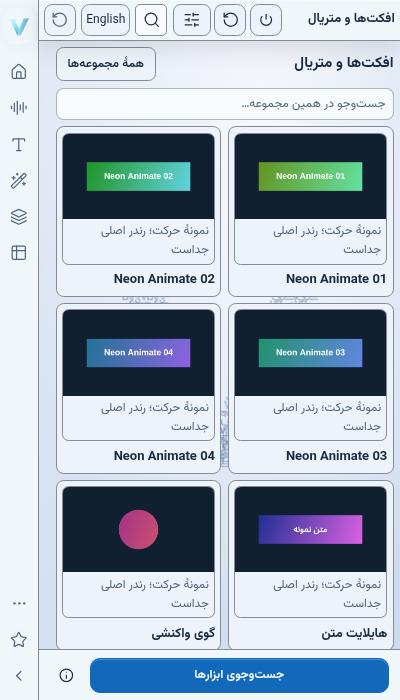 افکت‌ها و متریال
English
افکت‌ها و متریال
همهٔ مجموعه‌ها
جست‌وجو در همین مجموعه…
Neon Animate 01
نمونهٔ حرکت؛ رندر اصلی
جداست
Neon Animate 01
Neon Animate 02
نمونهٔ حرکت؛ رندر اصلی
جداست
Neon Animate 02
Neon Animate 03
نمونهٔ حرکت؛ رندر اصلی
جداست
Neon Animate 03
Neon Animate 04
نمونهٔ حرکت؛ رندر اصلی
جداست
Neon Animate 04
متن نمونه
نمونهٔ حرکت؛ رندر اصلی
جداست
هایلایت متن
نمونهٔ حرکت؛ رندر اصلی
جداست
گوی واکنشی
جست‌وجوی ابزارها